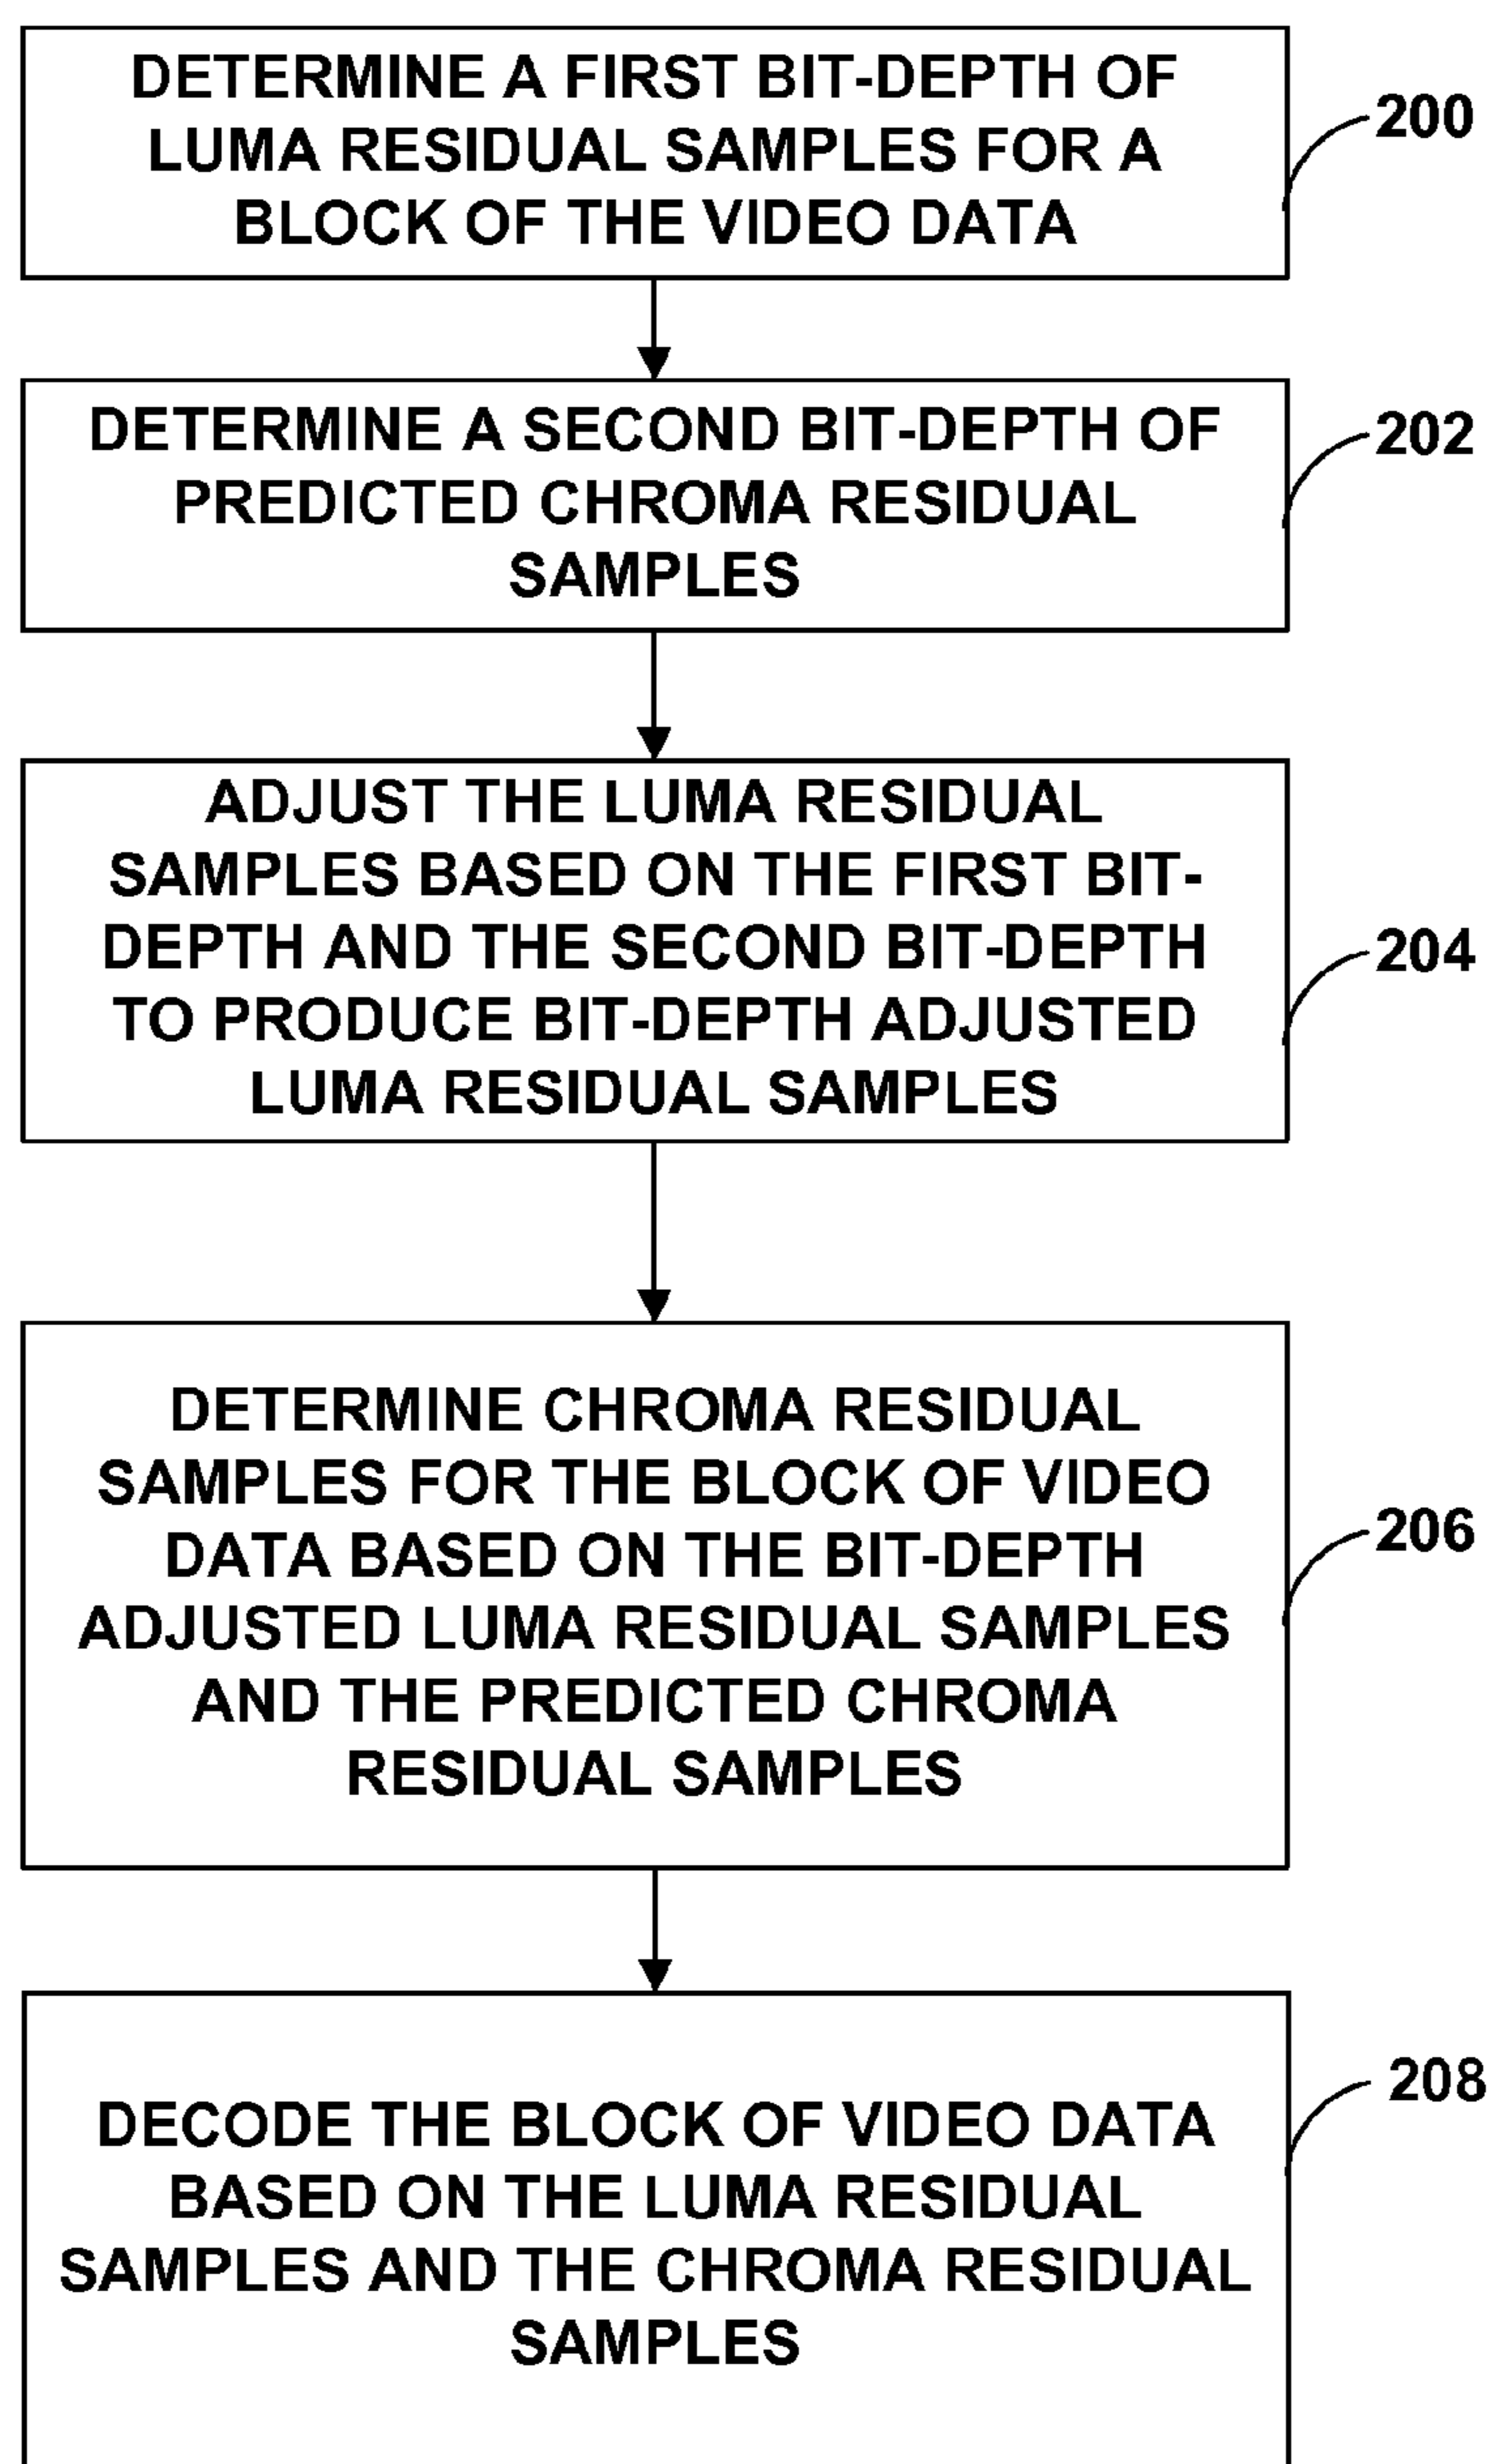 DETERMINE A FIRST BIT-DEPTH OF
LUMA RESIDUAL SAMPLES FOR A
BLOCK OF THE VIDEO DATA
200
DETERMINE A SECOND BIT-DEPTH OF
PREDICTED CHROMA RESIDUAL
SAMPLES
202
ADJUST THE LUMA RESIDUAL
SAMPLES BASED ON THE FIRST BIT-
DEPTH AND THE SECOND BIT-DEPTH
TO PRODUCE BIT-DEPTH ADJUSTED
LUMA RESIDUAL SAMPLES
204
DETERMINE CHROMA RESIDUAL
SAMPLES FOR THE BLOCK OF VIDEO
DATA BASED ON THE BIT-DEPTH
ADJUSTED LUMA RESIDUAL SAMPLES
AND THE PREDICTED CHROMA
RESIDUAL SAMPLES
206
DECODE THE BLOCK OF VIDEO DATA
BASED ON THE LUMA RESIDUAL
SAMPLES AND THE CHROMA RESIDUAL
SAMPLES
208